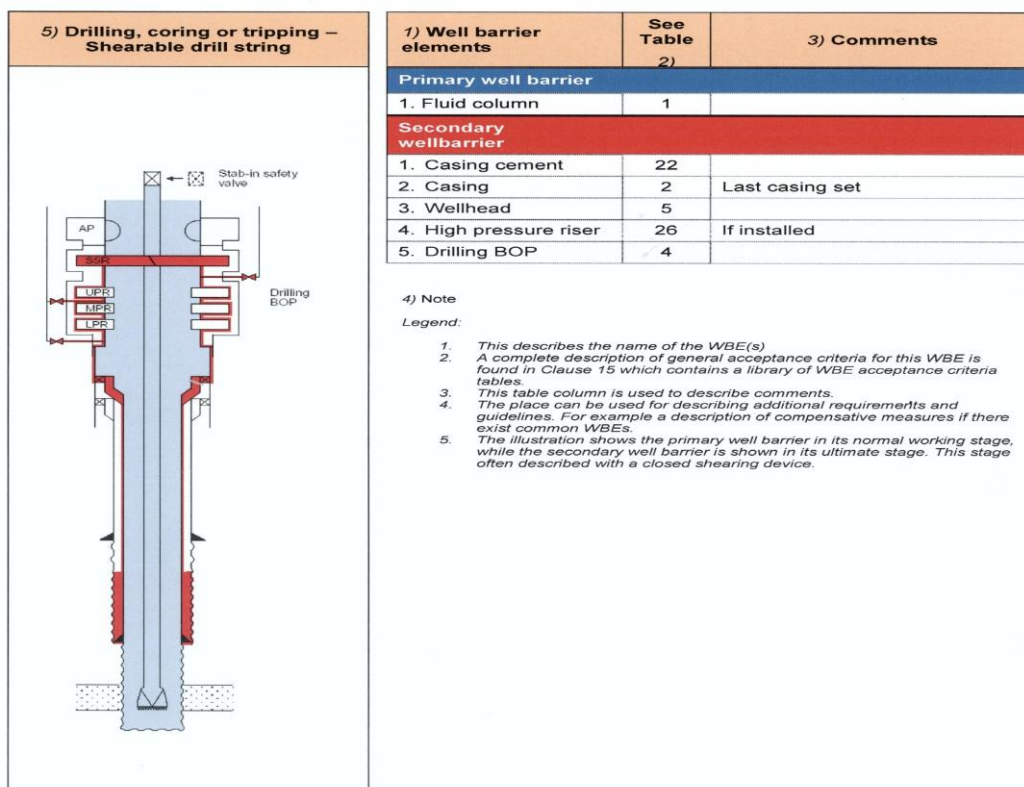 5) Drilling, coring or tripping –
Shearable drill string
Stab-in safety
valve
AP
SSR
UPR
MPR
LPR
Drilling
BOP
1) Well barrier
elements
See
Table
2)
3) Comments
Primary well barrier
1. Fluid column 1
Secondary
wellbarrier
1. Casing cement 22
2. Casing 2 Last casing set
3. Wellhead 5
4. High pressure riser 26 If installed
5. Drilling BOP 4
4) Note
Legend:
1. This describes the name of the WBE(s)
2. A complete description of general acceptance criteria for this WBE is
found in Clause 15 which contains a library of WBE acceptance criteria
tables.
3. This table column is used to describe comments.
4. The place can be used for describing additional requirements and
guidelines. For example a description of compensative measures if there
exist common WBEs.
5. The illustration shows the primary well barrier in its normal working stage,
while the secondary well barrier is shown in its ultimate stage. This stage
often described with a closed shearing device.